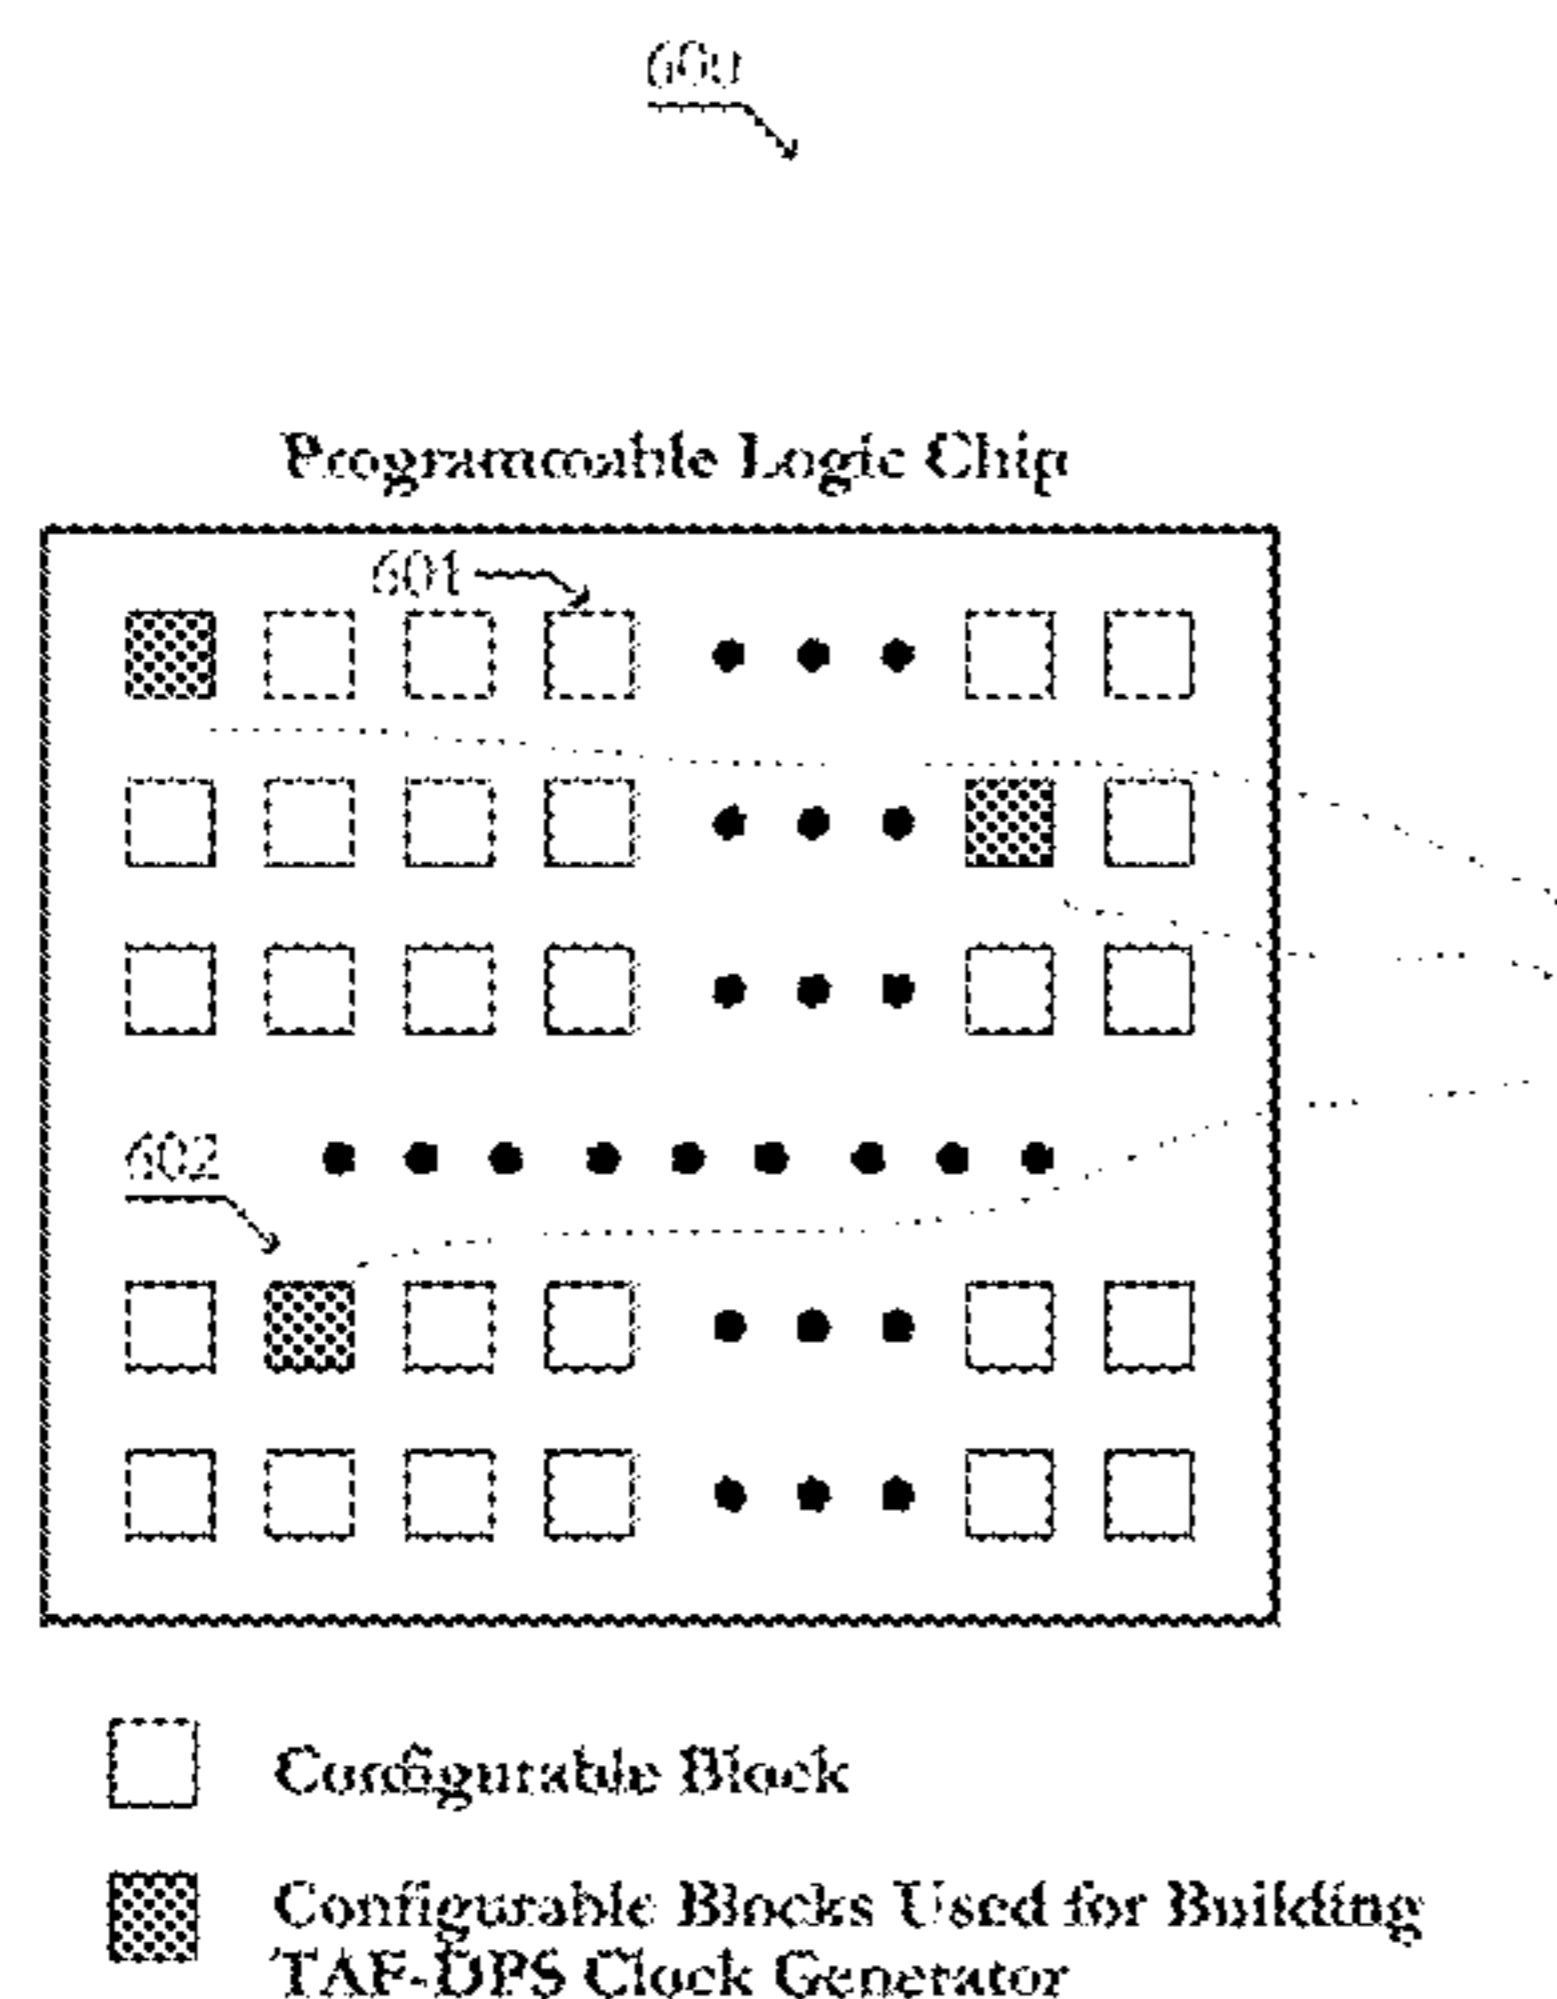 600
Programmable Logic Chip
601
602
Configurable Block
Configurable Blocks Used for Building
TAF-DPS Clock Generator